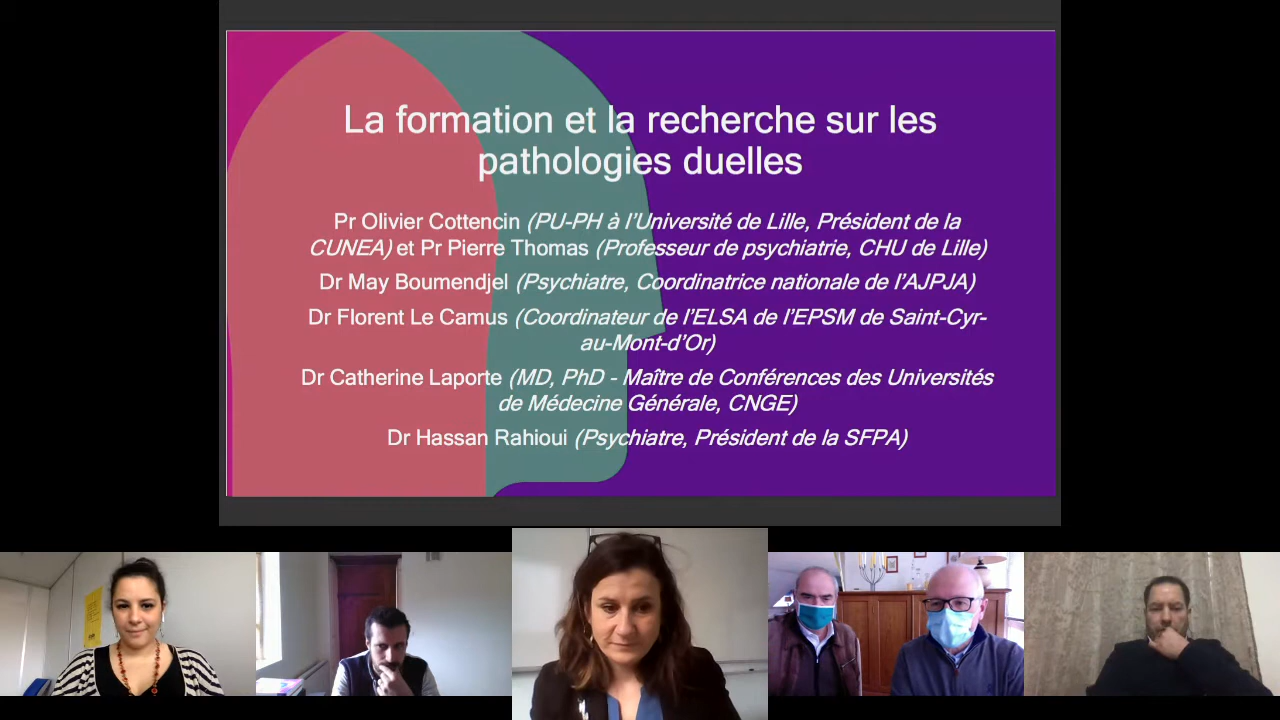 La formation et la recherche sur les
pathologies duelles
Pr Olivier Cottencin (PU-PH à l'Université de Lille, Président de la
CUNEA) et Pr Pierre Thomas (Professeur de psychiatrie, CHU de Lille)
Dr May Boumendjel (Psychiatre, Coordinatrice nationale de l'AJPJA)
Dr Florent Le Camus (Coordinateur de l'ELSA de l'EPSM de Saint-Cyr-
au-Mont-d'Or)
Dr Catherine Laporte (MD, PhD - Maître de Conférences des Universités
de Médecine Générale, CNGE)
Dr Hassan Rahioui (Psychiatre, Président de la SFPA)